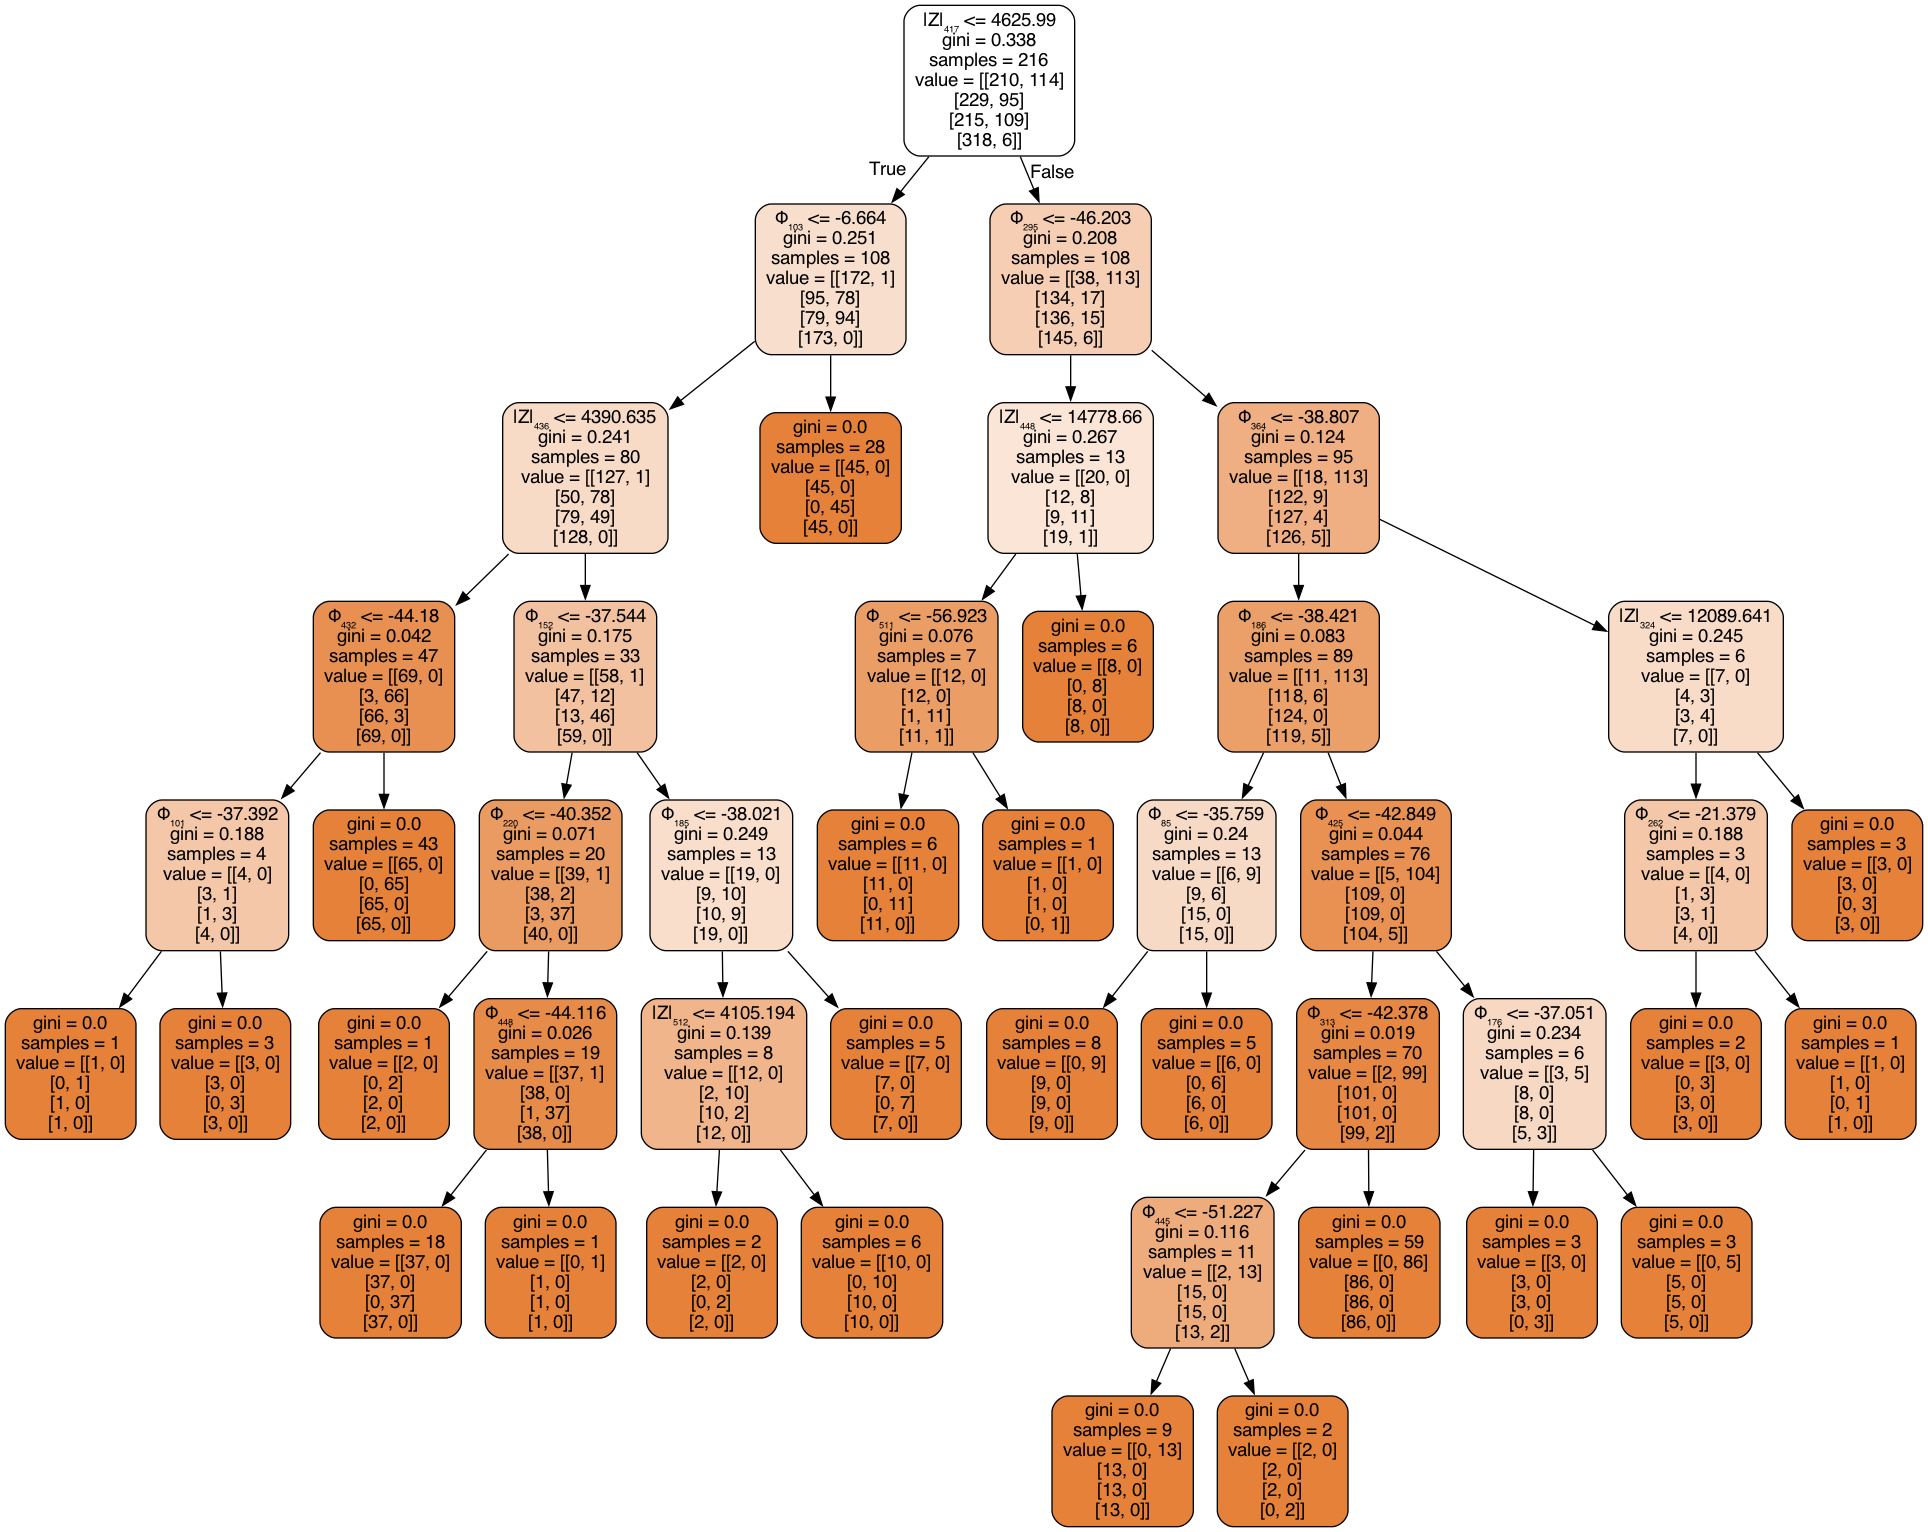 |Z|₄₁₇ <= 4625.99
gini = 0.338
samples = 216
value = [[210, 114]
[229, 95]
[215, 109]
[318, 6]]
True
False
Φ₁₀₃ <= -6.664
gini = 0.251
samples = 108
value = [[172, 1]
[95, 78]
[79, 94]
[173, 0]]
Φ₂₉₅ <= -46.203
gini = 0.208
samples = 108
value = [[38, 113]
[134, 17]
[136, 15]
[145, 6]]
|Z|₄₃₆ <= 4390.635
gini = 0.241
samples = 80
value = [[127, 1]
[50, 78]
[79, 49]
[128, 0]]
gini = 0.0
samples = 28
value = [[45, 0]
[45, 0]
[0, 45]
[45, 0]]
|Z|₄₄₈ <= 14778.66
gini = 0.267
samples = 13
value = [[20, 0]
[12, 8]
[9, 11]
[19, 1]]
Φ₃₆₄ <= -38.807
gini = 0.124
samples = 95
value = [[18, 113]
[122, 9]
[127, 4]
[126, 5]]
Φ₄₃₂ <= -44.18
gini = 0.042
samples = 47
value = [[69, 0]
[3, 66]
[66, 3]
[69, 0]]
Φ₁₅₂ <= -37.544
gini = 0.175
samples = 33
value = [[58, 1]
[47, 12]
[13, 46]
[59, 0]]
Φ₅₁₁ <= -56.923
gini = 0.076
samples = 7
value = [[12, 0]
[12, 0]
[1, 11]
[11, 1]]
gini = 0.0
samples = 6
value = [[8, 0]
[0, 8]
[8, 0]
[8, 0]]
Φ₁₈₆ <= -38.421
gini = 0.083
samples = 89
value = [[11, 113]
[118, 6]
[124, 0]
[119, 5]]
|Z|₃₂₄ <= 12089.641
gini = 0.245
samples = 6
value = [[7, 0]
[4, 3]
[3, 4]
[7, 0]]
Φ₁₀₁ <= -37.392
gini = 0.188
samples = 4
value = [[4, 0]
[3, 1]
[1, 3]
[4, 0]]
gini = 0.0
samples = 43
value = [[65, 0]
[0, 65]
[65, 0]
[65, 0]]
Φ₂₂₀ <= -40.352
gini = 0.071
samples = 20
value = [[39, 1]
[38, 2]
[3, 37]
[40, 0]]
Φ₁₈₅ <= -38.021
gini = 0.249
samples = 13
value = [[19, 0]
[9, 10]
[10, 9]
[19, 0]]
gini = 0.0
samples = 6
value = [[11, 0]
[11, 0]
[0, 11]
[11, 0]]
gini = 0.0
samples = 1
value = [[1, 0]
[1, 0]
[1, 0]
[0, 1]]
Φ₈₅ <= -35.759
gini = 0.24
samples = 13
value = [[6, 9]
[9, 6]
[15, 0]
[15, 0]]
Φ₄₂₅ <= -42.849
gini = 0.044
samples = 76
value = [[5, 104]
[109, 0]
[109, 0]
[104, 5]]
Φ₂₆₂ <= -21.379
gini = 0.188
samples = 3
value = [[4, 0]
[1, 3]
[3, 1]
[4, 0]]
gini = 0.0
samples = 3
value = [[3, 0]
[3, 0]
[0, 3]
[3, 0]]
gini = 0.0
samples = 1
value = [[1, 0]
[0, 1]
[1, 0]
[1, 0]]
gini = 0.0
samples = 3
value = [[3, 0]
[3, 0]
[0, 3]
[3, 0]]
gini = 0.0
samples = 1
value = [[2, 0]
[0, 2]
[2, 0]
[2, 0]]
Φ₄₄₈ <= -44.116
gini = 0.026
samples = 19
value = [[37, 1]
[38, 0]
[1, 37]
[38, 0]]
|Z|₅₁₂ <= 4105.194
gini = 0.139
samples = 8
value = [[12, 0]
[2, 10]
[10, 2]
[12, 0]]
gini = 0.0
samples = 5
value = [[7, 0]
[7, 0]
[0, 7]
[7, 0]]
gini = 0.0
samples = 8
value = [[0, 9]
[9, 0]
[9, 0]
[9, 0]]
gini = 0.0
samples = 5
value = [[6, 0]
[0, 6]
[6, 0]
[6, 0]]
Φ₃₁₃ <= -42.378
gini = 0.019
samples = 70
value = [[2, 99]
[101, 0]
[101, 0]
[99, 2]]
Φ₁₇₆ <= -37.051
gini = 0.234
samples = 6
value = [[3, 5]
[8, 0]
[8, 0]
[5, 3]]
gini = 0.0
samples = 2
value = [[3, 0]
[0, 3]
[3, 0]
[3, 0]]
gini = 0.0
samples = 1
value = [[1, 0]
[1, 0]
[0, 1]
[1, 0]]
gini = 0.0
samples = 18
value = [[37, 0]
[37, 0]
[0, 37]
[37, 0]]
gini = 0.0
samples = 1
value = [[0, 1]
[1, 0]
[1, 0]
[1, 0]]
gini = 0.0
samples = 2
value = [[2, 0]
[2, 0]
[0, 2]
[2, 0]]
gini = 0.0
samples = 6
value = [[10, 0]
[0, 10]
[10, 0]
[10, 0]]
Φ₄₄₅ <= -51.227
gini = 0.116
samples = 11
value = [[2, 13]
[15, 0]
[15, 0]
[13, 2]]
gini = 0.0
samples = 59
value = [[0, 86]
[86, 0]
[86, 0]
[86, 0]]
gini = 0.0
samples = 3
value = [[3, 0]
[3, 0]
[3, 0]
[0, 3]]
gini = 0.0
samples = 3
value = [[0, 5]
[5, 0]
[5, 0]
[5, 0]]
gini = 0.0
samples = 9
value = [[0, 13]
[13, 0]
[13, 0]
[13, 0]]
gini = 0.0
samples = 2
value = [[2, 0]
[2, 0]
[2, 0]
[0, 2]]